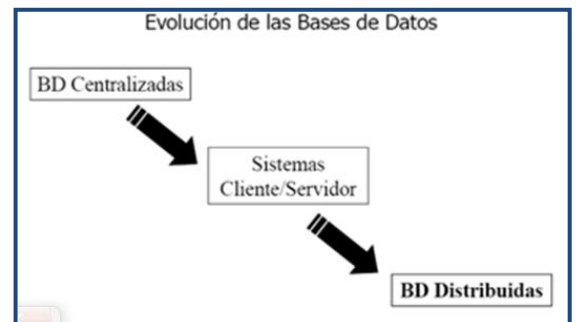 Evolución de las Bases de Datos
BD Centralizadas
Sistemas
Cliente/Servidor
BD Distribuidas